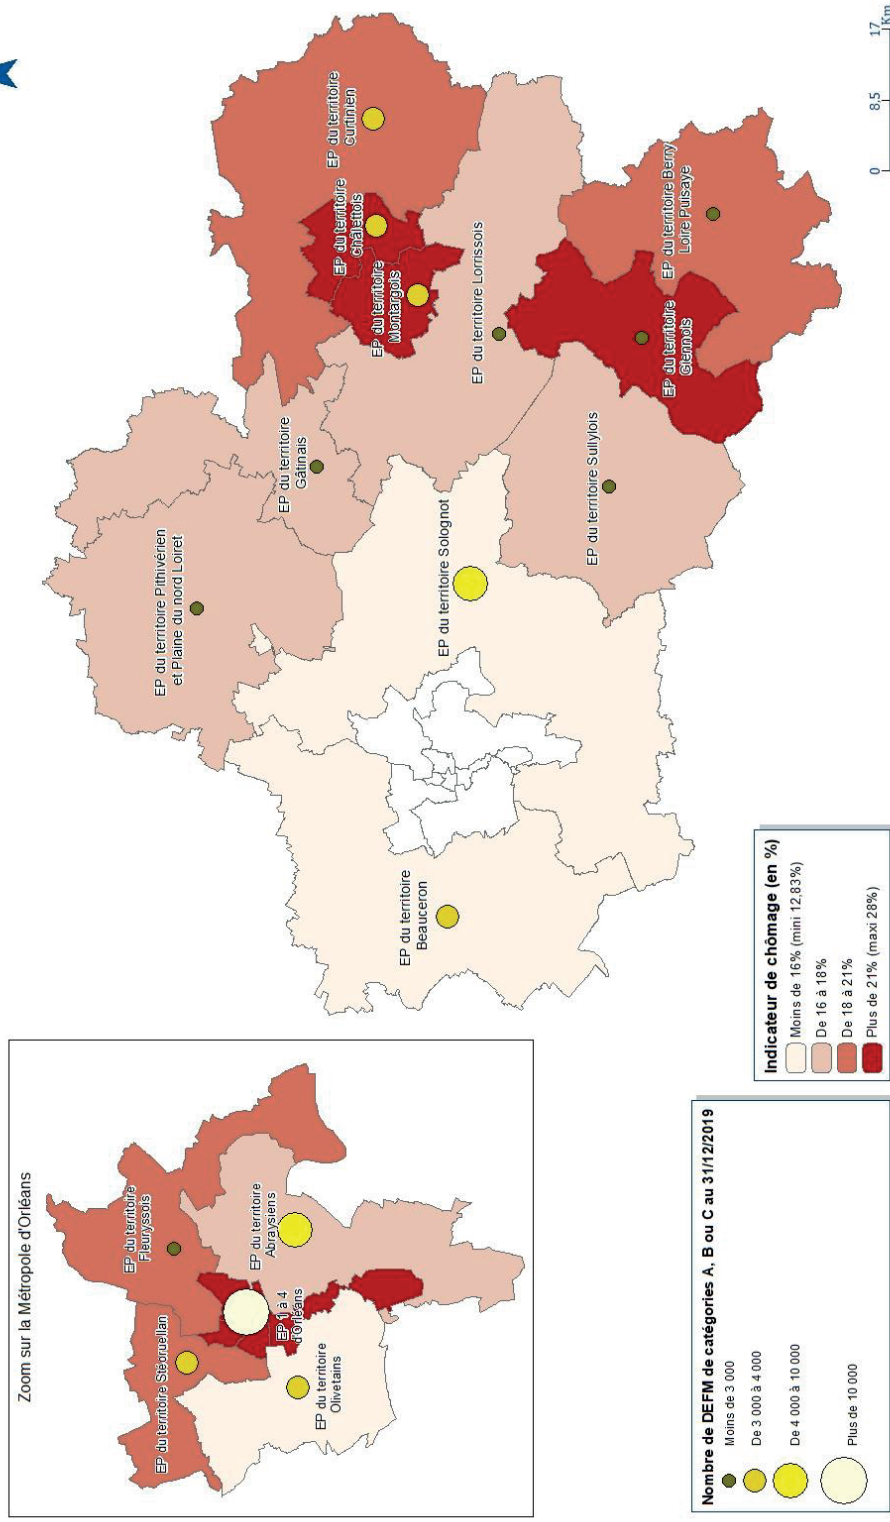 Zoom sur la Métropole d'Orléans
EP du territoire Stéoruellan
EP du territoire
Fleuryssois
EP du territoire
Abraysiens
EP 1 à 4
d'Orléans
EP du territoire
Olivetains
EP du territoire Pithivérien
et Plaine du nord Loiret
EP du territoire
Gâtinais
EP du territoire
Curtinien
EP du territoire
châlettois
EP du territoire
Montargois
EP du territoire Lorrissois
EP du territoire
Beauceron
EP du territoire Solognot
EP du territoire Sullylois
EP du territoire
Giennois
EP du territoire Berry
Loire Puisaye
Nombre de DEFM de catégories A, B ou C au 31/12/2019
Moins de 3 000
De 3 000 à 4 000
De 4 000 à 10 000
Plus de 10 000
Indicateur de chômage (en %)
Moins de 16% (mini 12,83%)
De 16 à 18%
De 18 à 21%
Plus de 21% (maxi 28%)
0 8,5 17
Km